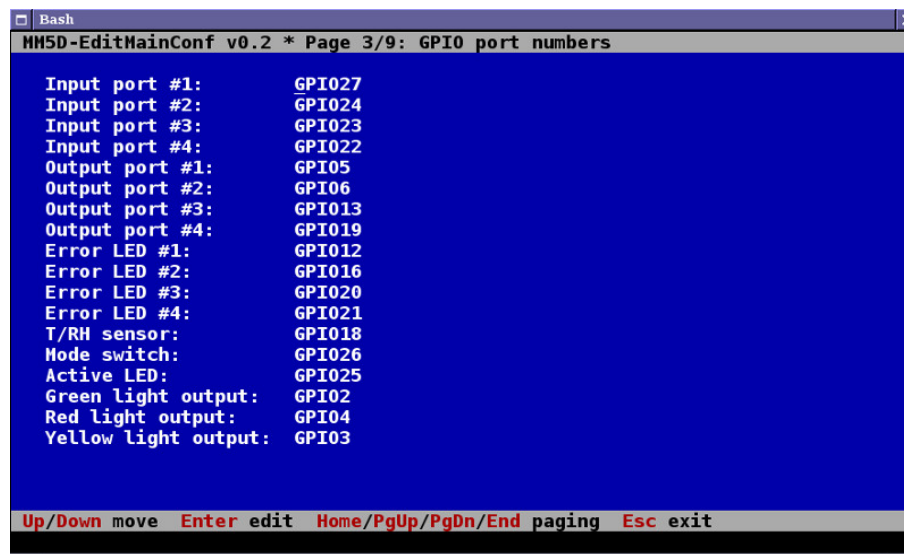 Bash
MM5D-EditMainConf v0.2 * Page 3/9: GPIO port numbers
Input port #1: GPIO27
Input port #2: GPIO24
Input port #3: GPIO23
Input port #4: GPIO22
Output port #1: GPIO5
Output port #2: GPIO6
Output port #3: GPIO13
Output port #4: GPIO19
Error LED #1: GPIO12
Error LED #2: GPIO16
Error LED #3: GPIO20
Error LED #4: GPIO21
T/RH sensor: GPIO18
Mode switch: GPIO26
Active LED: GPIO25
Green light output: GPIO2
Red light output: GPIO4
Yellow light output: GPIO3
Up/Down move Enter edit Home/PgUp/PgDn/End paging Esc exit